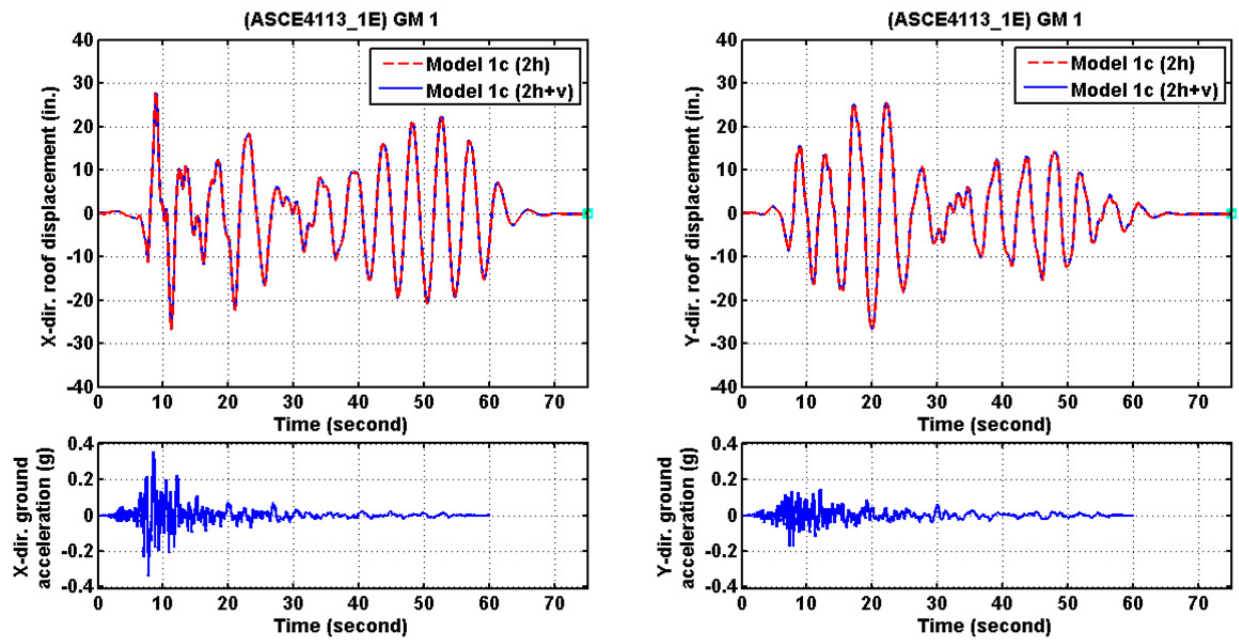 (ASCE4113_1E) GM 1
X-dir. roof displacement (in.)
40
30
20
10
0
-10
-20
-30
-40
Model 1c (2h)
Model 1c (2h+v)
0 10 20 30 40 50 60 70
Time (second)
X-dir. ground
acceleration (g)
0.4
0.2
0
-0.2
-0.4
0 10 20 30 40 50 60 70
Time (second)
(ASCE4113_1E) GM 1
Y-dir. roof displacement (in.)
40
30
20
10
0
-10
-20
-30
-40
Model 1c (2h)
Model 1c (2h+v)
0 10 20 30 40 50 60 70
Time (second)
Y-dir. ground
acceleration (g)
0.4
0.2
0
-0.2
-0.4
0 10 20 30 40 50 60 70
Time (second)